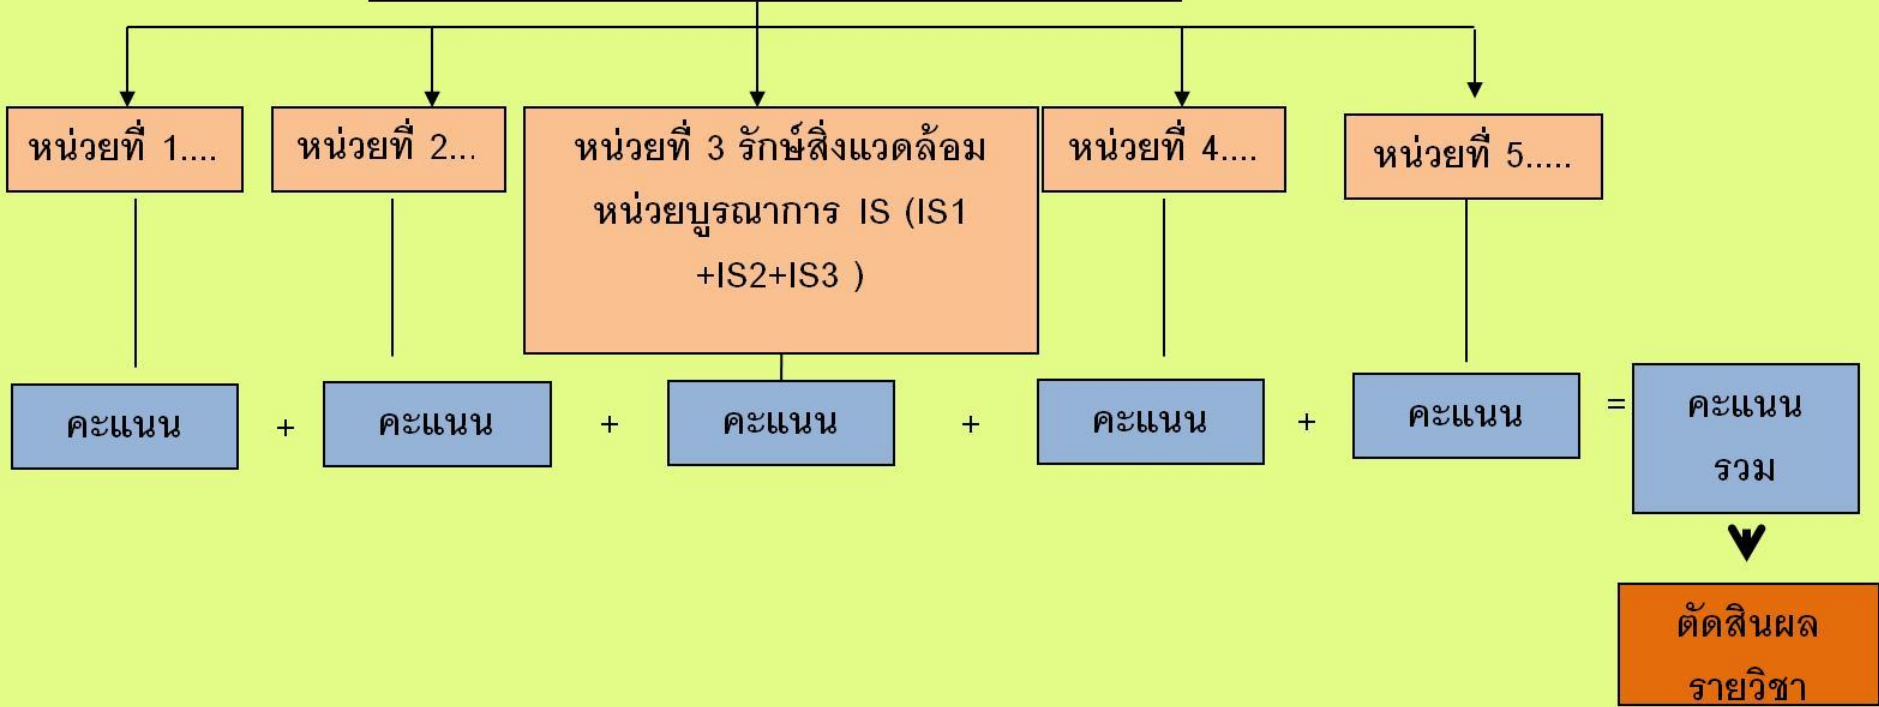 หน่วยที่ 1....
หน่วยที่ 2...
หน่วยที่ 3 รักษ์สิ่งแวดล้อม
หน่วยบูรณาการ IS (IS1
+IS2+IS3 )
หน่วยที่ 4....
หน่วยที่ 5.....
คะแนน
+
คะแนน
+
คะแนน
+
คะแนน
+
คะแนน
=
คะแนน
รวม
ตัดสินผล
รายวิชา